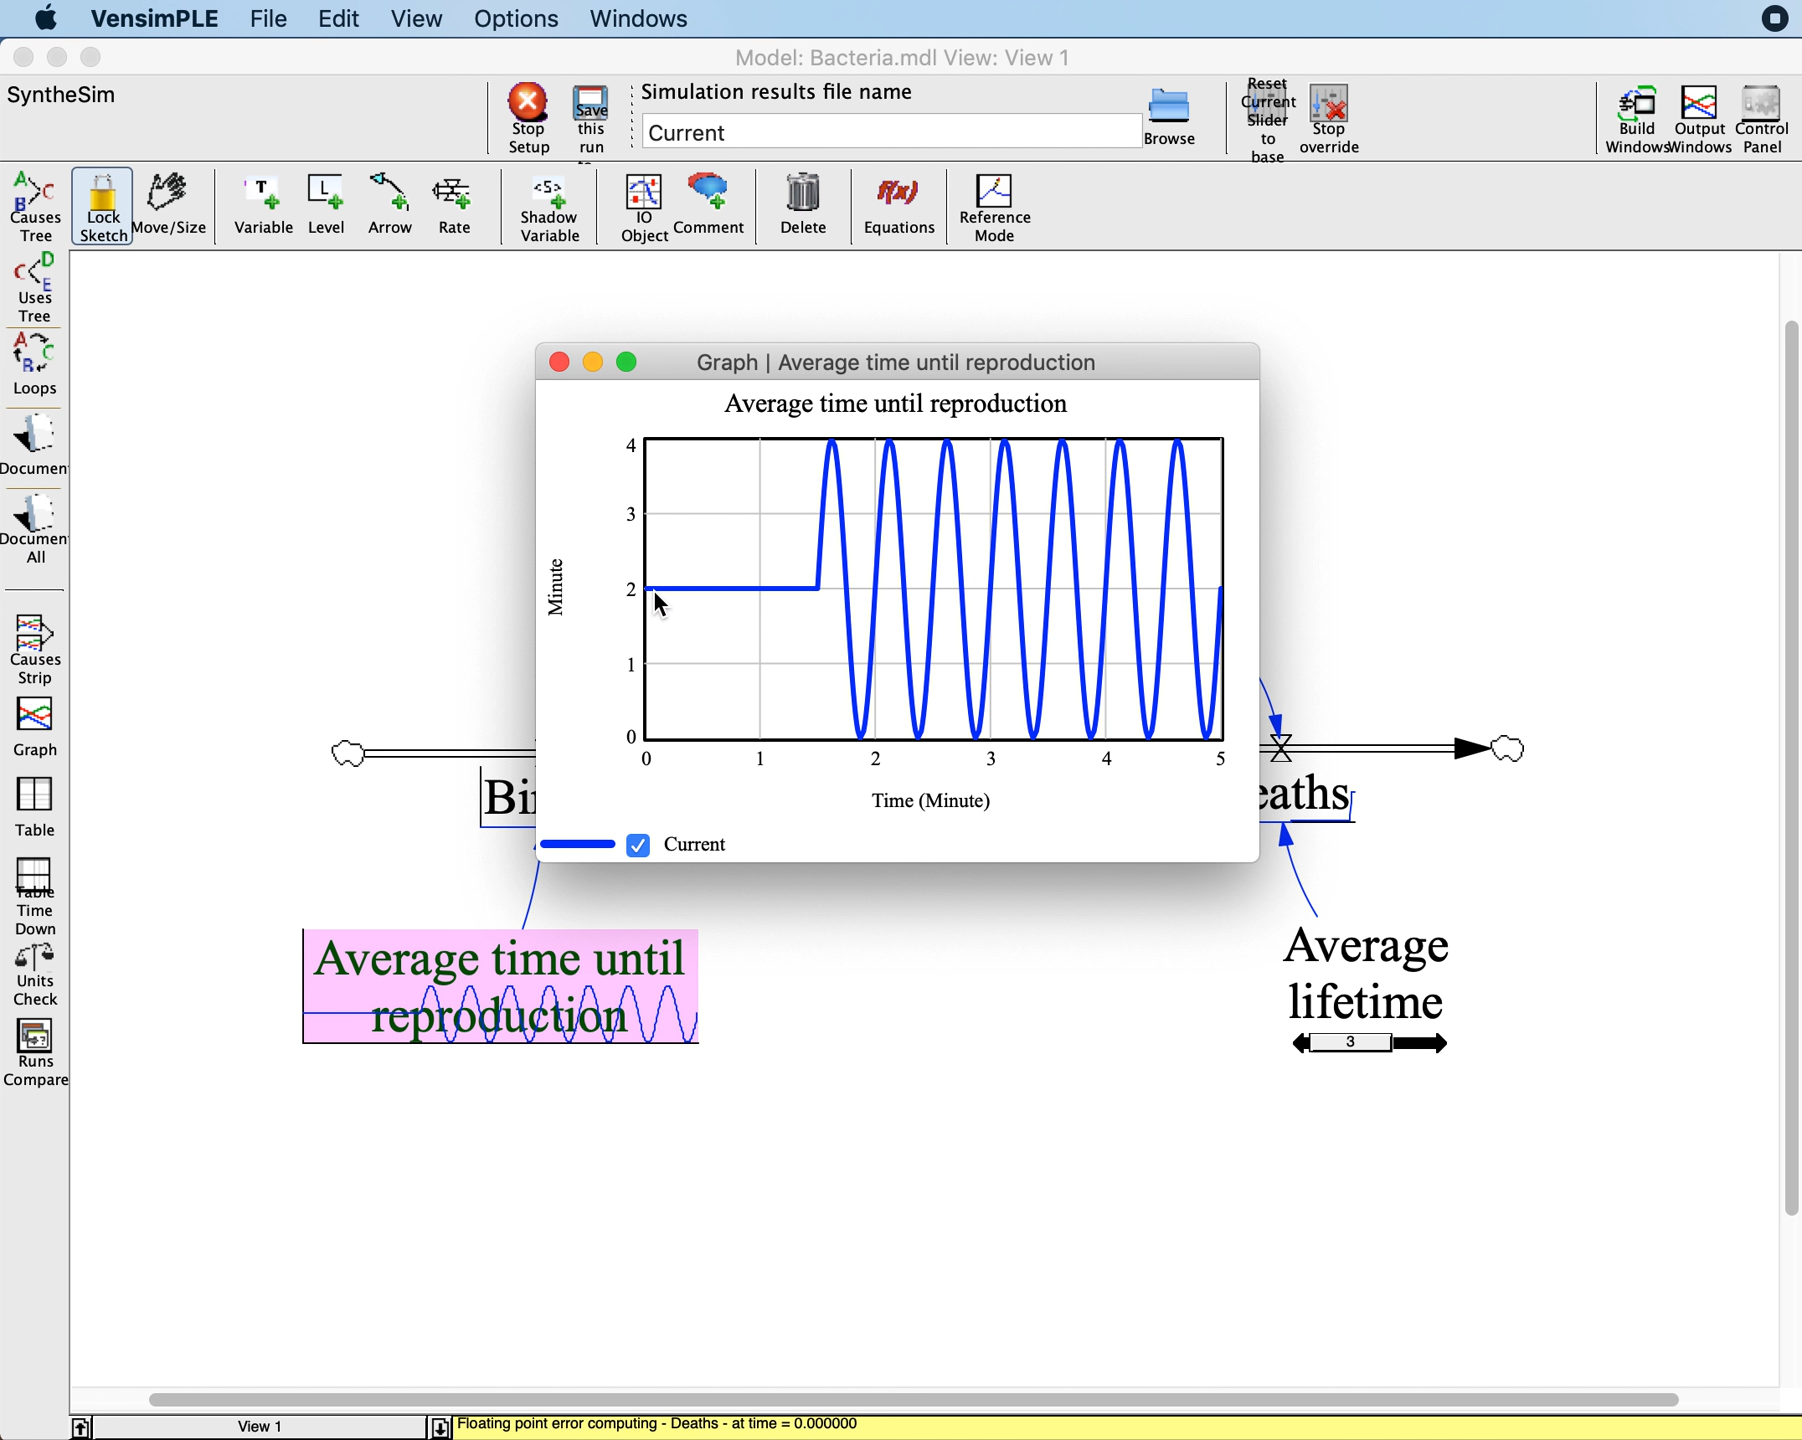 VensimPLE File Edit View Options Windows
Model: Bacteria.mdl View: View 1
SyntheSim
Stop
Setup
Save
this
run
Simulation results file name
Current
Browse
Reset
Current
Slider
to
base
Stop
override
Build
Windows
Output
Windows
Control
Panel
A
B
C
Causes
Tree
Lock
Sketch
Move/Size
T
Variable
L
Level
Arrow
Rate
<S>
Shadow
Variable
IO
Object
Comment
Delete
f(x)
Equations
Reference
Mode
C
D
E
Uses
Tree
A
B
C
Loops
Documen
Documen
All
Causes
Strip
Graph
Table
Table
Time
Down
Units
Check
Runs
Compare
Graph | Average time until reproduction
Average time until reproduction
4
3
2
1
0
Minute
0 1 2 3 4 5
Time (Minute)
Current
Bi
eaths
Average time until
reproduction
Average
lifetime
3
View 1
Floating point error computing - Deaths - at time = 0.000000